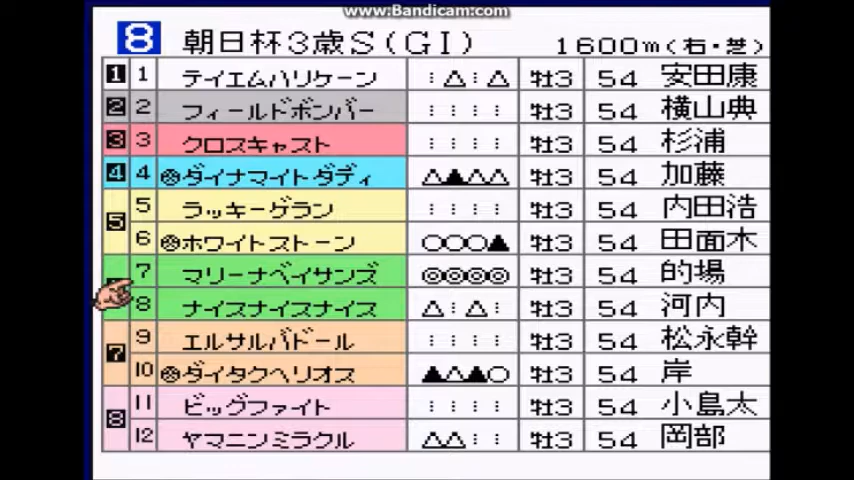 www.Bandicam.com
8 朝日杯3歳S(GI) 1600m(右・芝)
1 1 テイエムハリケーン :△:△ 牡3 54 安田康
2 2 フィールドボンバー :::: 牡3 54 横山典
3 3 クロスキャスト :::: 牡3 54 杉浦
4 4 ◎ダイナマイトダディ △▲△△ 牡3 54 加藤
5 5 ラッキーグラン :::: 牡3 54 内田浩
6 ◎ホワイトストーン ○○○▲ 牡3 54 田面木
7 マリーナベイサンズ ◎◎◎◎ 牡3 54 的場
8 ナイスナイスナイス △:△: 牡3 54 河内
7 9 エルサルバドール :::: 牡3 54 松永幹
10 ◎ダイタクヘリオス ▲△▲○ 牡3 54 岸
8 11 ビッグファイト :::: 牡3 54 小島太
12 ヤマニンミラクル △△:: 牡3 54 岡部